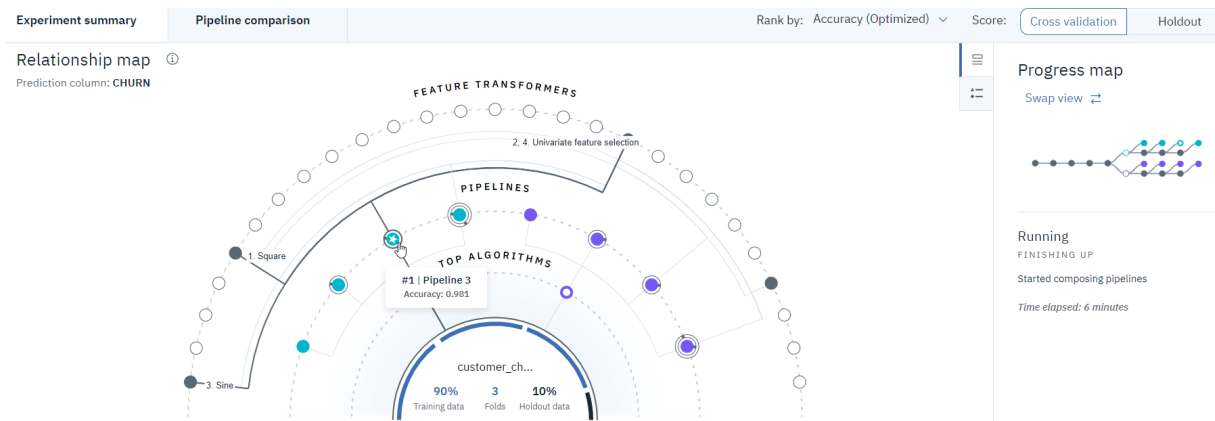 Experiment summary
Pipeline comparison
Rank by: Accuracy (Optimized)
Score: Cross validation Holdout
Relationship map
Prediction column: CHURN
FEATURE TRANSFORMERS
2, 4. Univariate feature selection
PIPELINES
1. Square
TOP ALGORITHMS
#1 | Pipeline 3
Accuracy: 0.981
3. Sine
customer_ch...
90% 3 10%
Training data Folds Holdout data
Progress map
Swap view
Running
FINISHING UP
Started composing pipelines
Time elapsed: 6 minutes